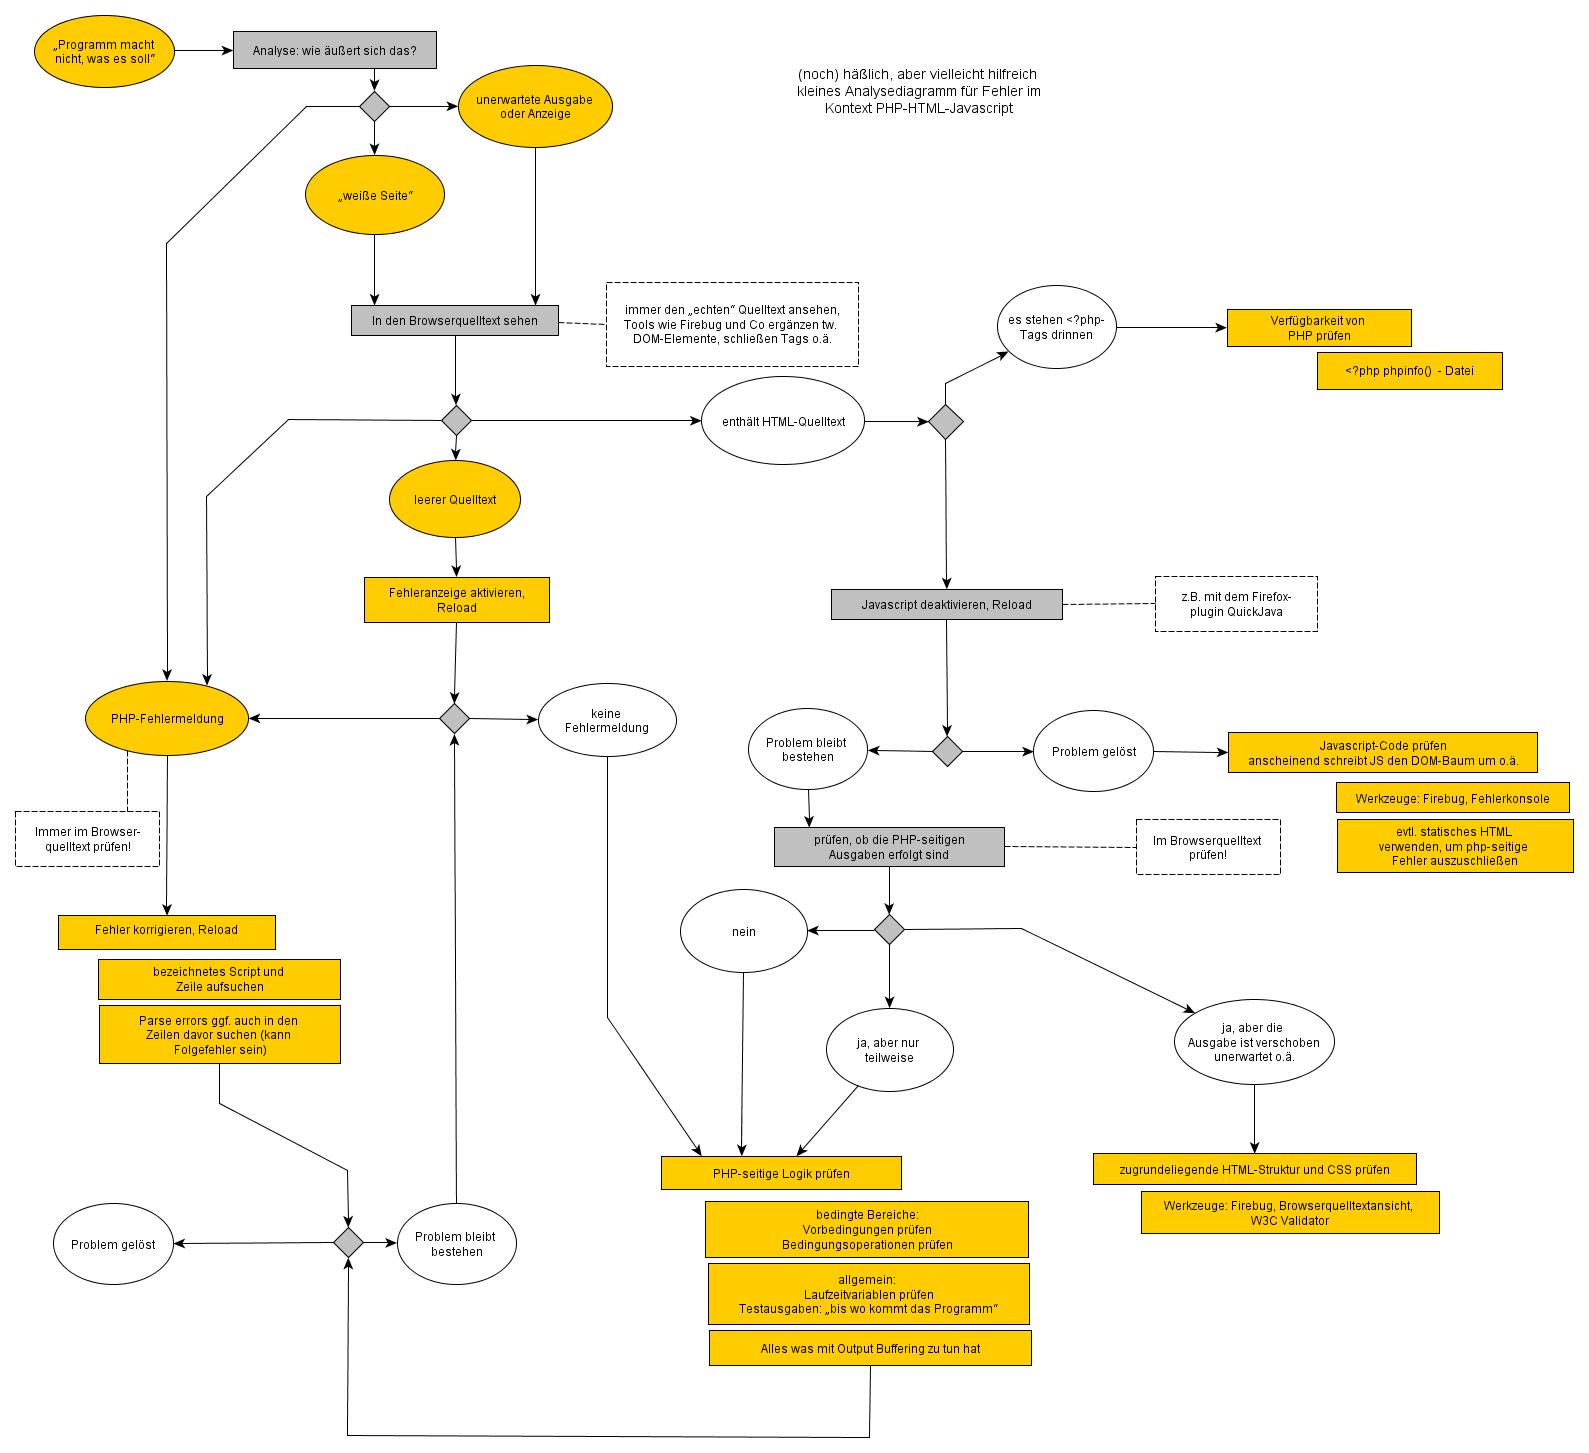 „Programm macht
nicht, was es soll“
Analyse: wie äußert sich das?
(noch) häßlich, aber vielleicht hilfreich
kleines Analysediagramm für Fehler im
Kontext PHP-HTML-Javascript
unerwartete Ausgabe
oder Anzeige
„weiße Seite“
In den Browserquelltext sehen
immer den „echten“ Quelltext ansehen,
Tools wie Firebug und Co ergänzen tw.
DOM-Elemente, schließen Tags o.ä.
es stehen <?php-
Tags drinnen
Verfügbarkeit von
PHP prüfen
<?php phpinfo() - Datei
enthält HTML-Quelltext
leerer Quelltext
Fehleranzeige aktivieren,
Reload
Javascript deaktivieren, Reload
z.B. mit dem Firefox-
plugin QuickJava
PHP-Fehlermeldung
keine
Fehlermeldung
Problem bleibt
bestehen
Problem gelöst
Javascript-Code prüfen
anscheinend schreibt JS den DOM-Baum um o.ä.
Werkzeuge: Firebug, Fehlerkonsole
evtl. statisches HTML
verwenden, um php-seitige
Fehler auszuschließen
Immer im Browser-
quelltext prüfen!
prüfen, ob die PHP-seitigen
Ausgaben erfolgt sind
Im Browserquelltext
prüfen!
Fehler korrigieren, Reload
bezeichnetes Script und
Zeile aufsuchen
Parse errors ggf. auch in den
Zeilen davor suchen (kann
Folgefehler sein)
nein
ja, aber nur
teilweise
ja, aber die
Ausgabe ist verschoben
unerwartet o.ä.
PHP-seitige Logik prüfen
bedingte Bereiche:
Vorbedingungen prüfen
Bedingungsoperationen prüfen
allgemein:
Laufzeitvariablen prüfen
Testausgaben: „bis wo kommt das Programm“
Alles was mit Output Buffering zu tun hat
zugrundeliegende HTML-Struktur und CSS prüfen
Werkzeuge: Firebug, Browserquelltextansicht,
W3C Validator
Problem gelöst
Problem bleibt
bestehen